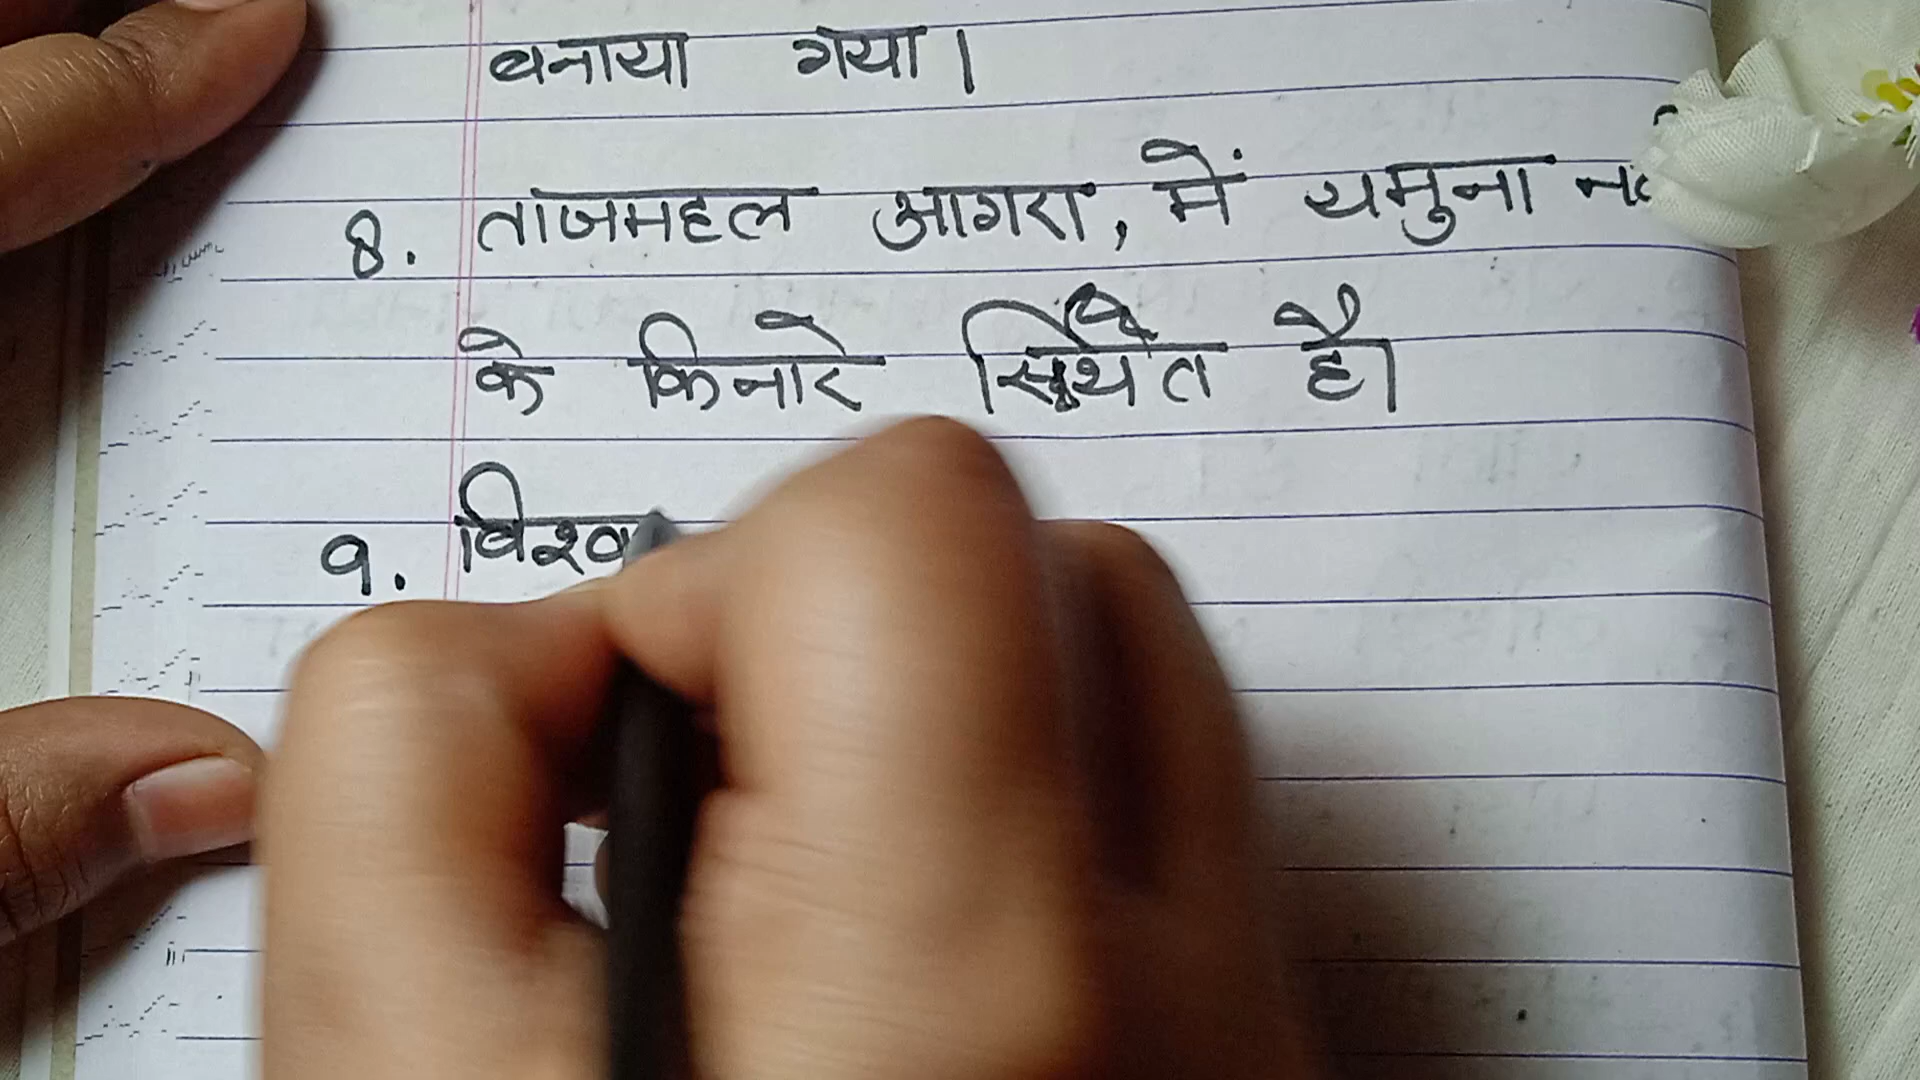 बनाया गया।
8. ताजमहल आगरा, में यमुना
के किनारे स्थित है।
9. विश्व